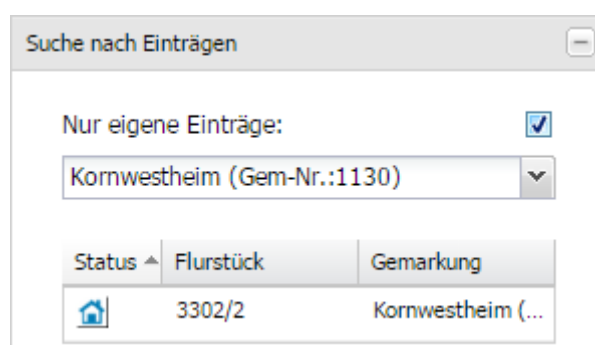 Suche nach Einträgen
Nur eigene Einträge:
Kornwestheim (Gem-Nr.:1130)
Status Flurstück Gemarkung
3302/2 Kornwestheim (...